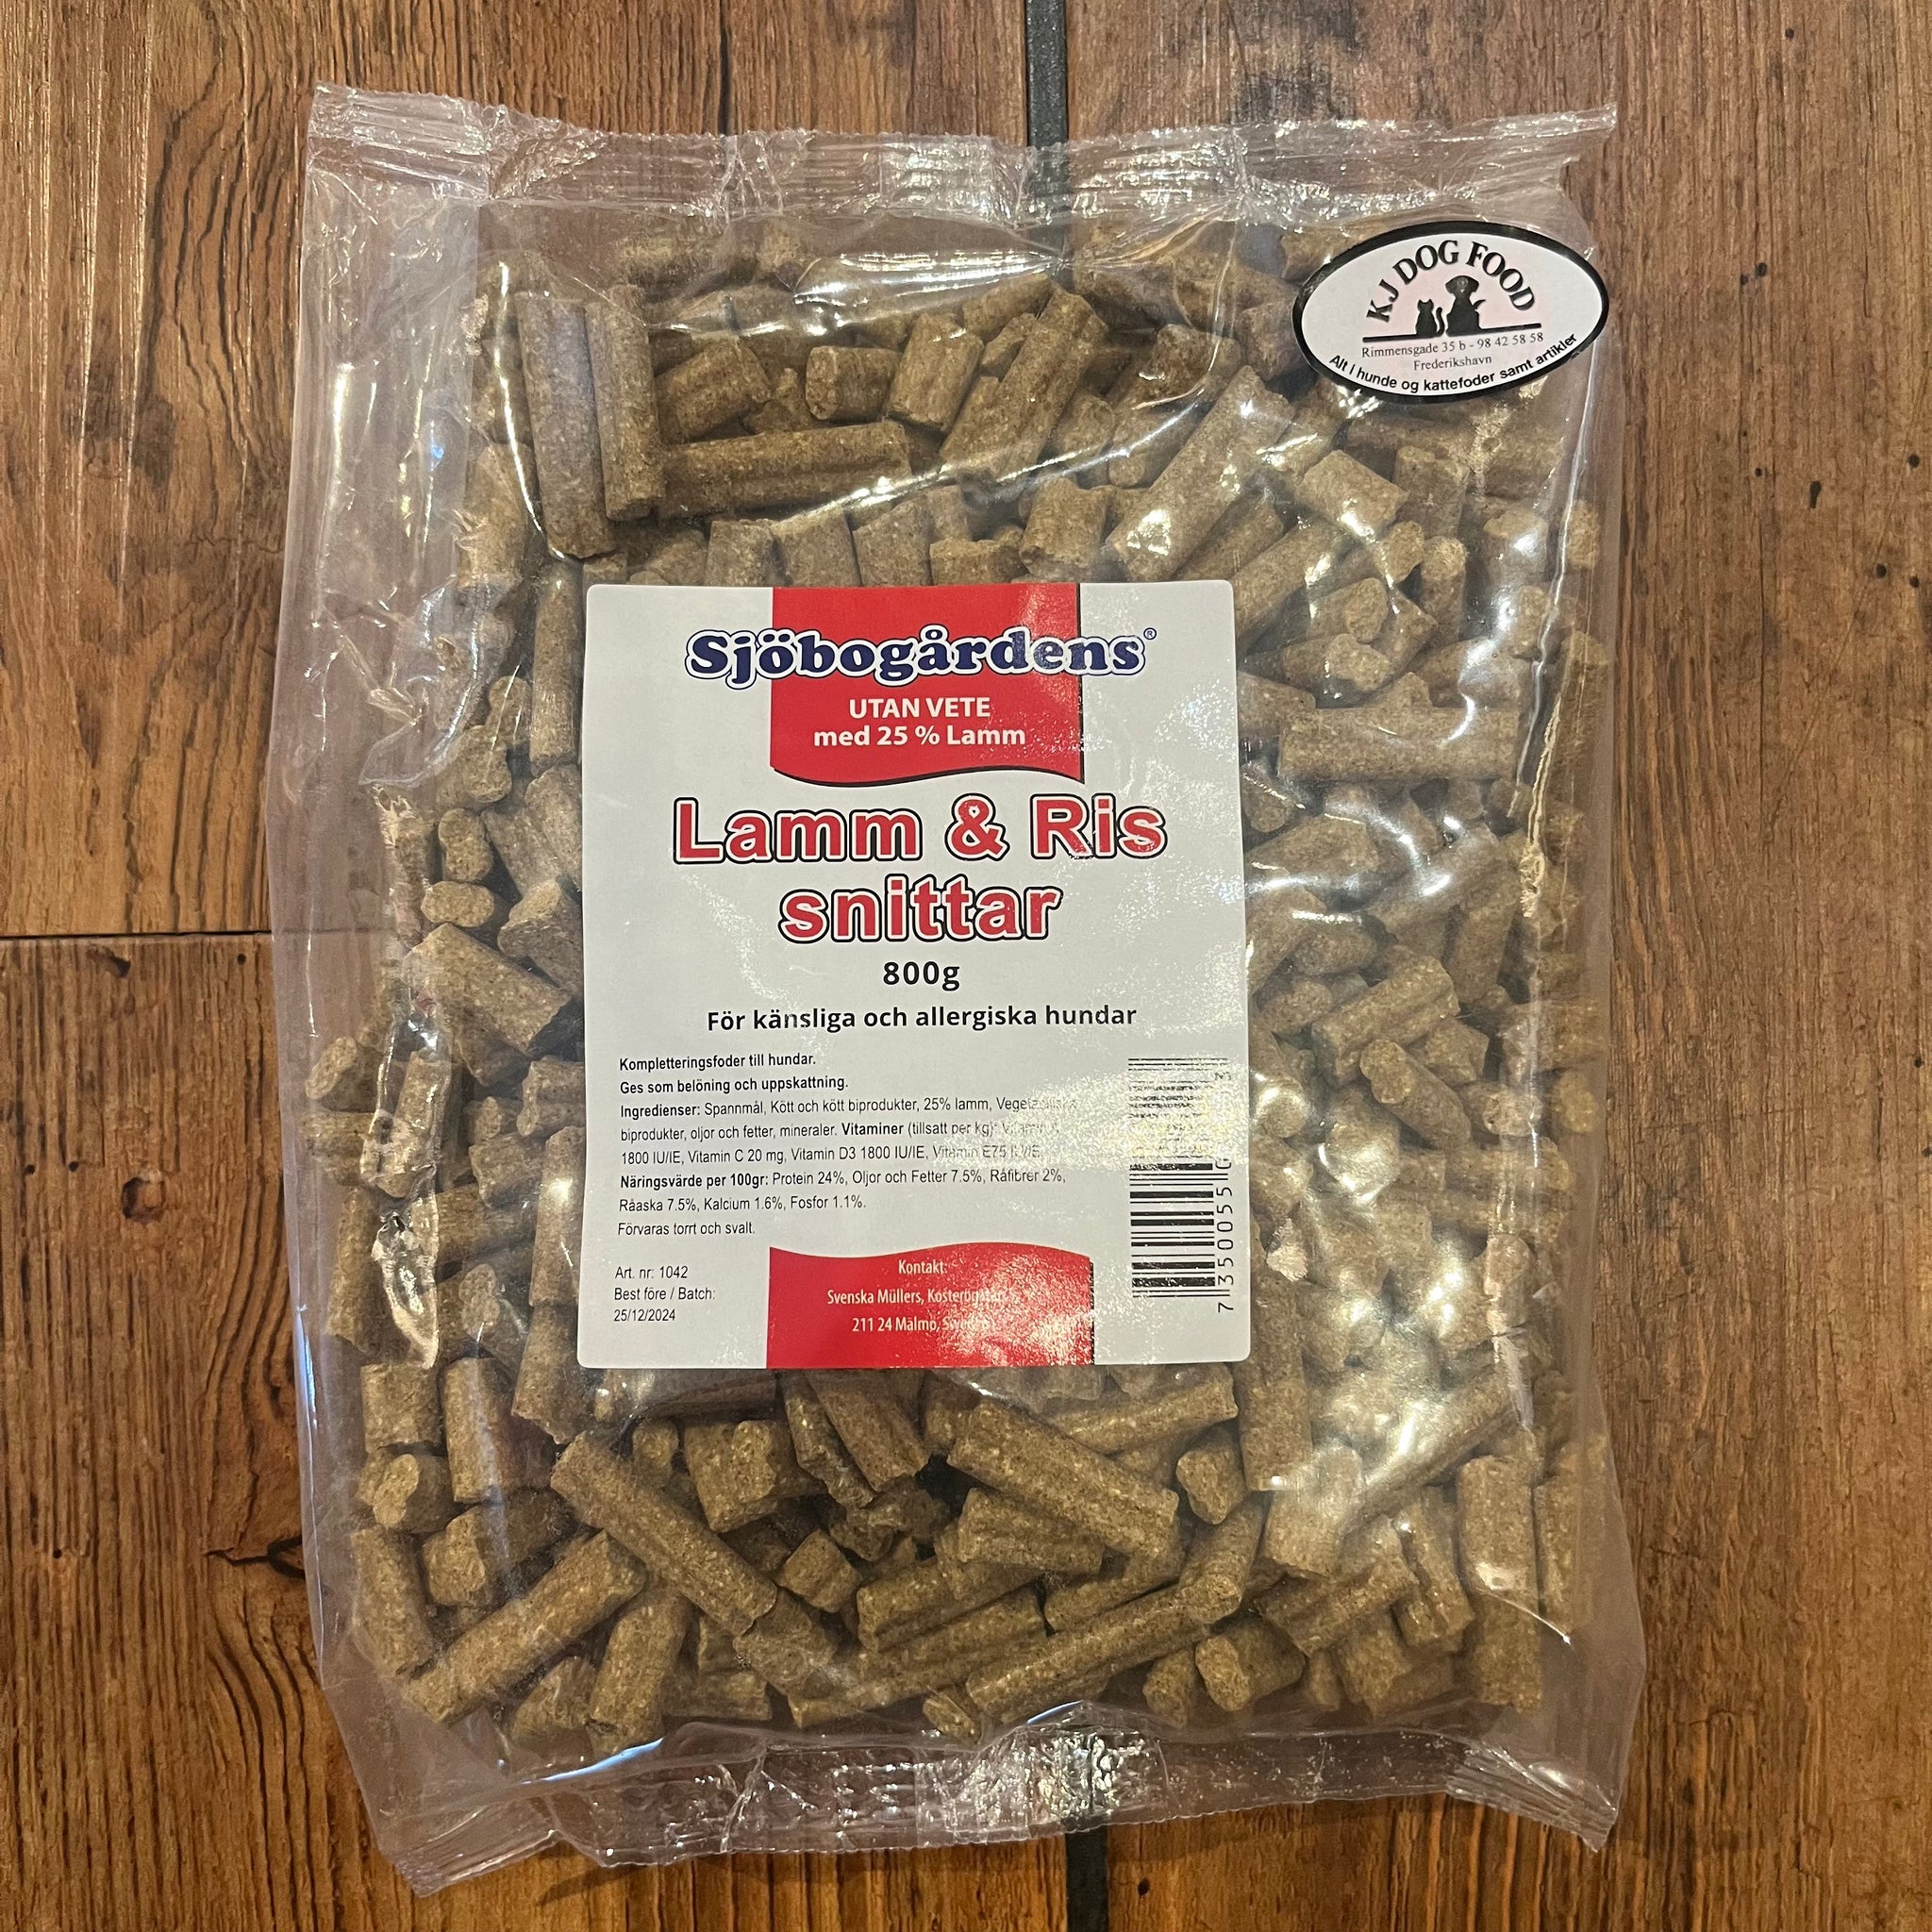 KJ DOG FOOD
Rimmensgade 35 b - 98 42 58 58
Frederikshavn
Alt i hunde og kattefoder samt artikler
Sjöbogårdens®
UTAN VETE
med 25 % Lamm
Lamm & Ris
snittar
800g
För känsliga och allergiska hundar
Kompletteringsfoder till hundar.
Ges som belöning och uppskattning.
Ingredienser: Spannmål, Kött och kött biprodukter, 25% lamm,
biprodukter, oljor och fetter, mineraler. Vitaminer (tillsatt per kg):
1800 IU/IE, Vitamin C 20 mg, Vitamin D3 1800 IU/IE, Vitamin E75
Näringsvärde per 100gr: Protein 24%, Oljor och Fetter 7.5%, Råfibrer 2%,
Råaska 7.5%, Kalcium 1.6%, Fosfor 1.1%.
Förvaras torrt och svalt.
Art. nr: 1042
Best före / Batch:
25/12/2024
Kontakt:
Svenska Müllers,
211 24 Malmö,
7 350055